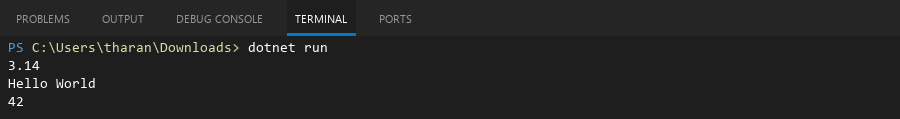 PROBLEMS OUTPUT DEBUG CONSOLE TERMINAL PORTS
PS C:\Users\tharan\Downloads> dotnet run
3.14
Hello World
42